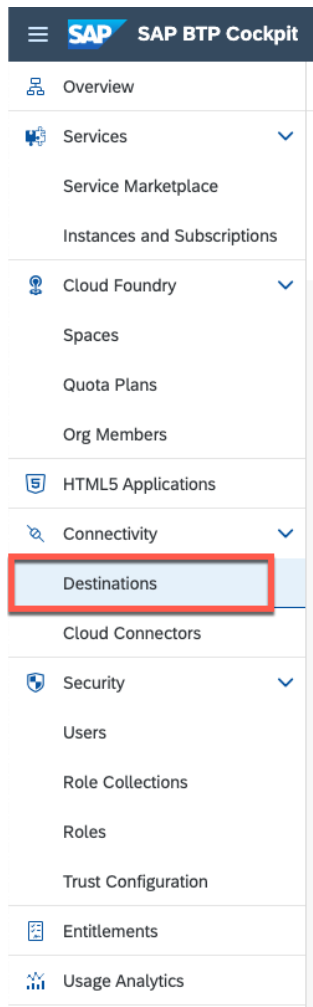 SAP SAP BTP Cockpit
Overview
Services
Service Marketplace
Instances and Subscriptions
Cloud Foundry
Spaces
Quota Plans
Org Members
5 HTML5 Applications
Connectivity
Destinations
Cloud Connectors
Security
Users
Role Collections
Roles
Trust Configuration
Entitlements
Usage Analytics